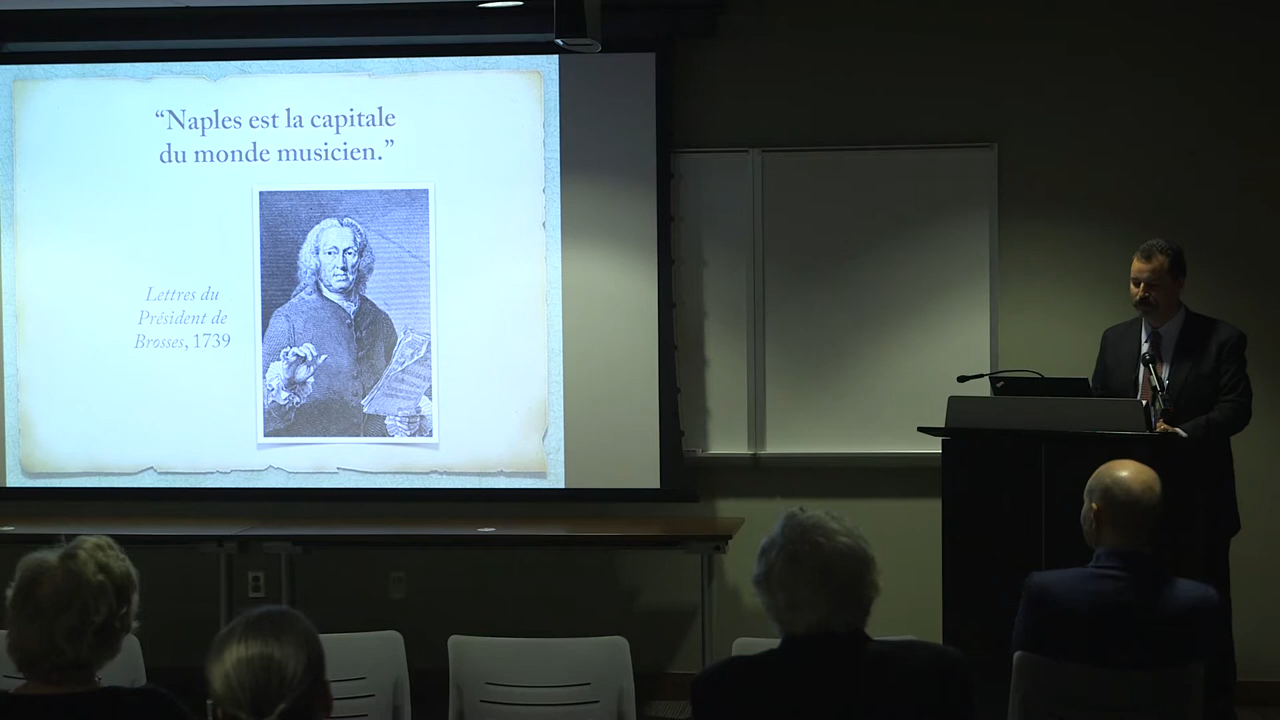 “Naples est la capitale
du monde musicien.”
Lettres du
Président de
Brosses, 1739